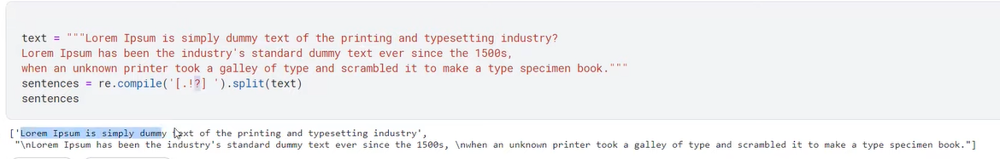 text = """Lorem Ipsum is simply dummy text of the printing and typesetting industry?
Lorem Ipsum has been the industry's standard dummy text ever since the 1500s,
when an unknown printer took a galley of type and scrambled it to make a type specimen book."""
sentences = re.compile('[.!?] ').split(text)
sentences
['Lorem Ipsum is simply dummy text of the printing and typesetting industry',
"\nLorem Ipsum has been the industry's standard dummy text ever since the 1500s, \nwhen an unknown printer took a galley of type and scrambled it to make a type specimen book."]